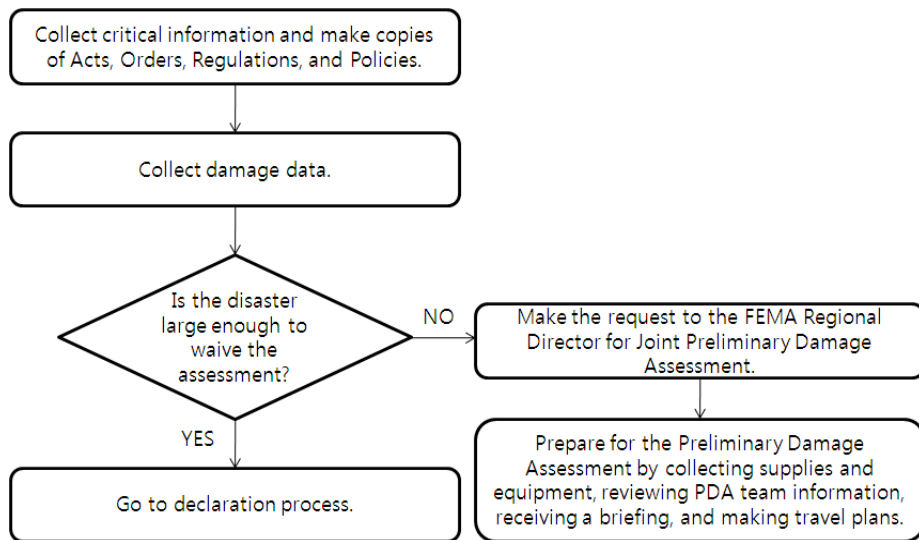 Collect critical information and make copies
of Acts, Orders, Regulations, and Policies.
Collect damage data.
Is the disaster
large enough to
waive the
assessment?
NO
Make the request to the FEMA Regional
Director for Joint Preliminary Damage
Assessment.
YES
Go to declaration process.
Prepare for the Preliminary Damage
Assessment by collecting supplies and
equipment, reviewing PDA team information,
receiving a briefing, and making travel plans.